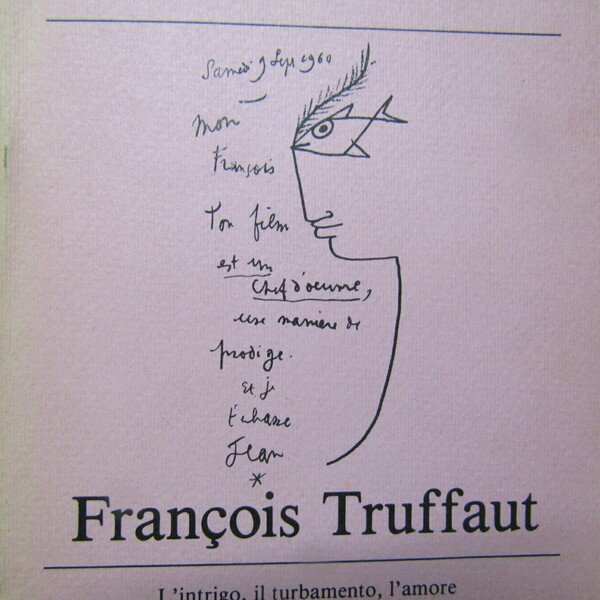 Samedi 9 Sept 1960
Mon
François
Ton film
est un
chef d'oeuvre,
une manière de
prodige.
et je
t'embrasse
Jean
*
François Truffaut
L'intrigo, il turbamento, l'amore